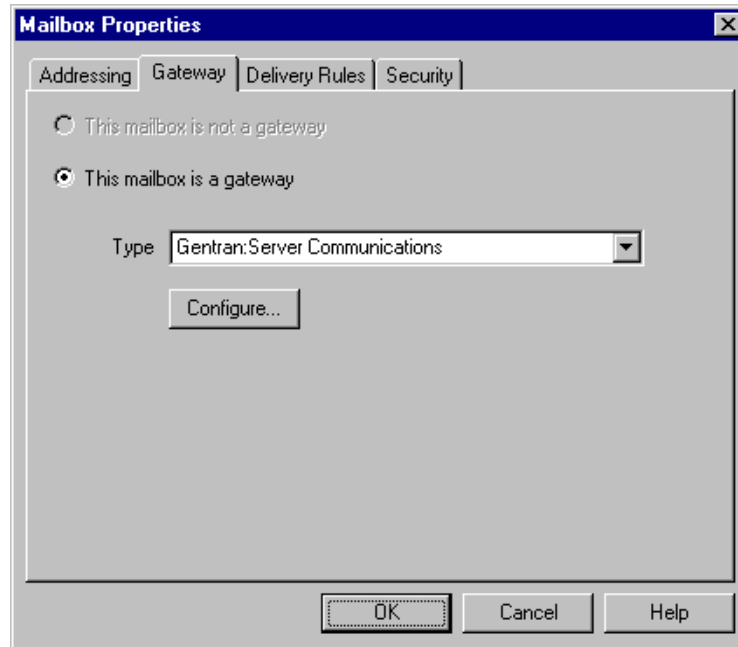 Mailbox Properties
Addressing Gateway Delivery Rules Security
This mailbox is not a gateway
This mailbox is a gateway
Type Gentran:Server Communications
Configure...
OK Cancel Help